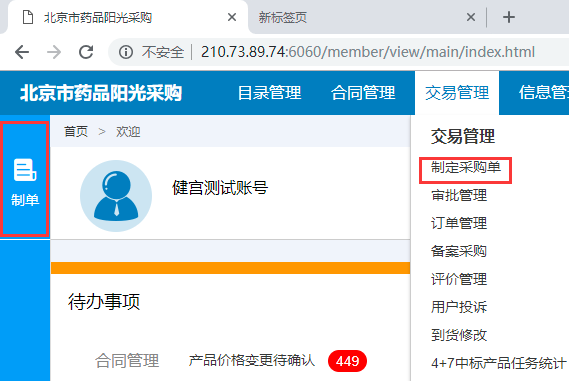 北京市药品阳光采购
新标签页
不安全 210.73.89.74:6060/member/view/main/index.html
北京市药品阳光采购 目录管理 合同管理 交易管理 信息管
首页 > 欢迎
制单
健宫测试账号
待办事项
合同管理 产品价格变更待确认 449
交易管理
制定采购单
审批管理
订单管理
备案采购
评价管理
用户投诉
到货修改
4+7中标产品任务统计